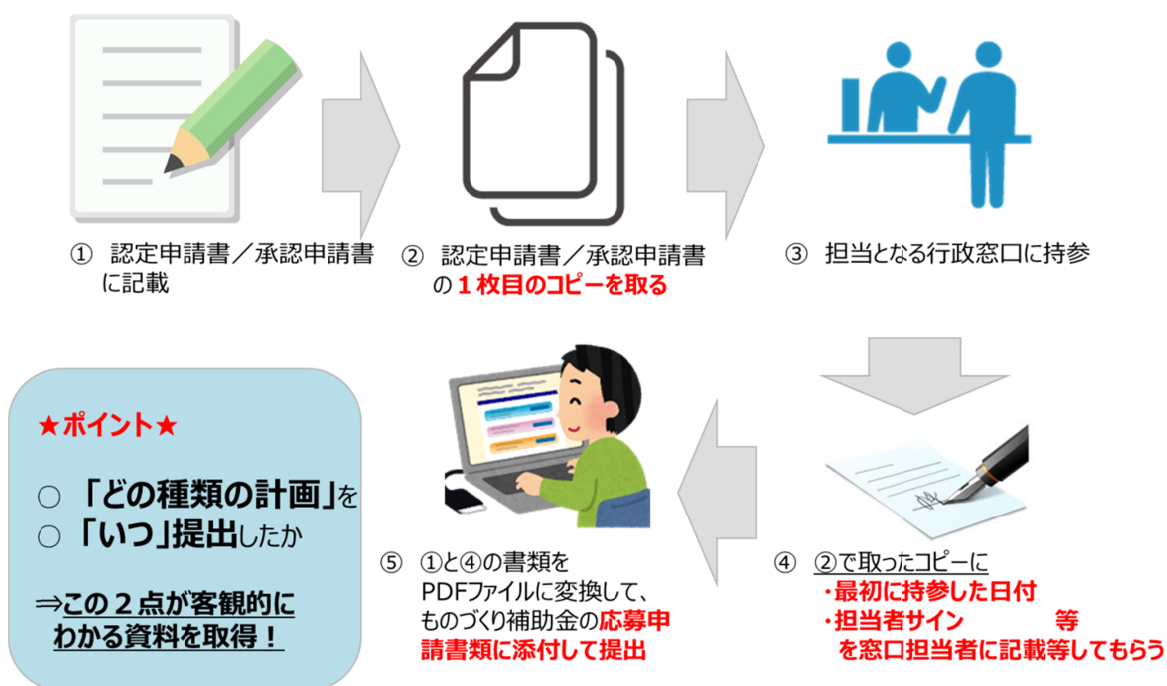 ① 認定申請書／承認申請書
に記載
② 認定申請書／承認申請書
の１枚目のコピーを取る
③ 担当となる行政窓口に持参
④ ②で取ったコピーに
・最初に持参した日付
・担当者サイン 等
を窓口担当者に記載等してもらう
⑤ ①と④の書類を
PDFファイルに変換して、
ものづくり補助金の応募申
請書類に添付して提出
★ポイント★
○ 「どの種類の計画」を
○ 「いつ」提出したか
⇒この２点が客観的に
わかる資料を取得！